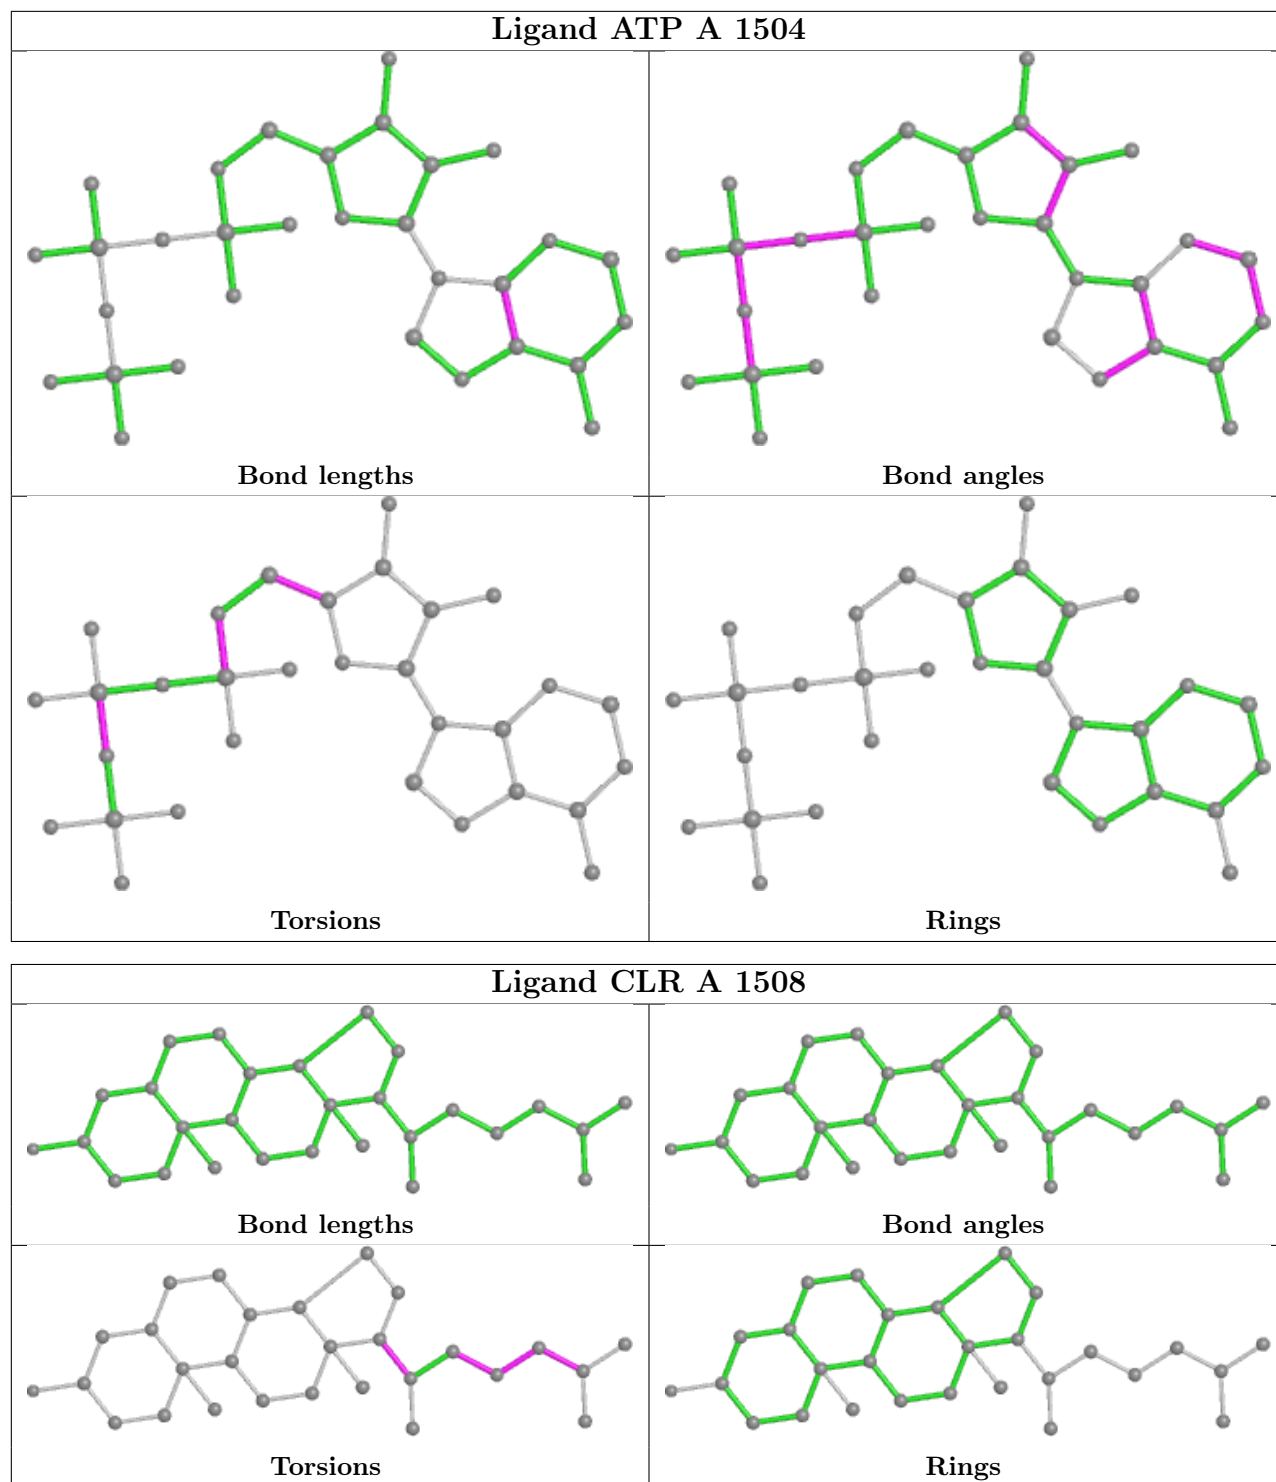 Ligand ATP A 1504
Bond lengths
Bond angles
Torsions
Rings
Ligand CLR A 1508
Bond lengths
Bond angles
Torsions
Rings